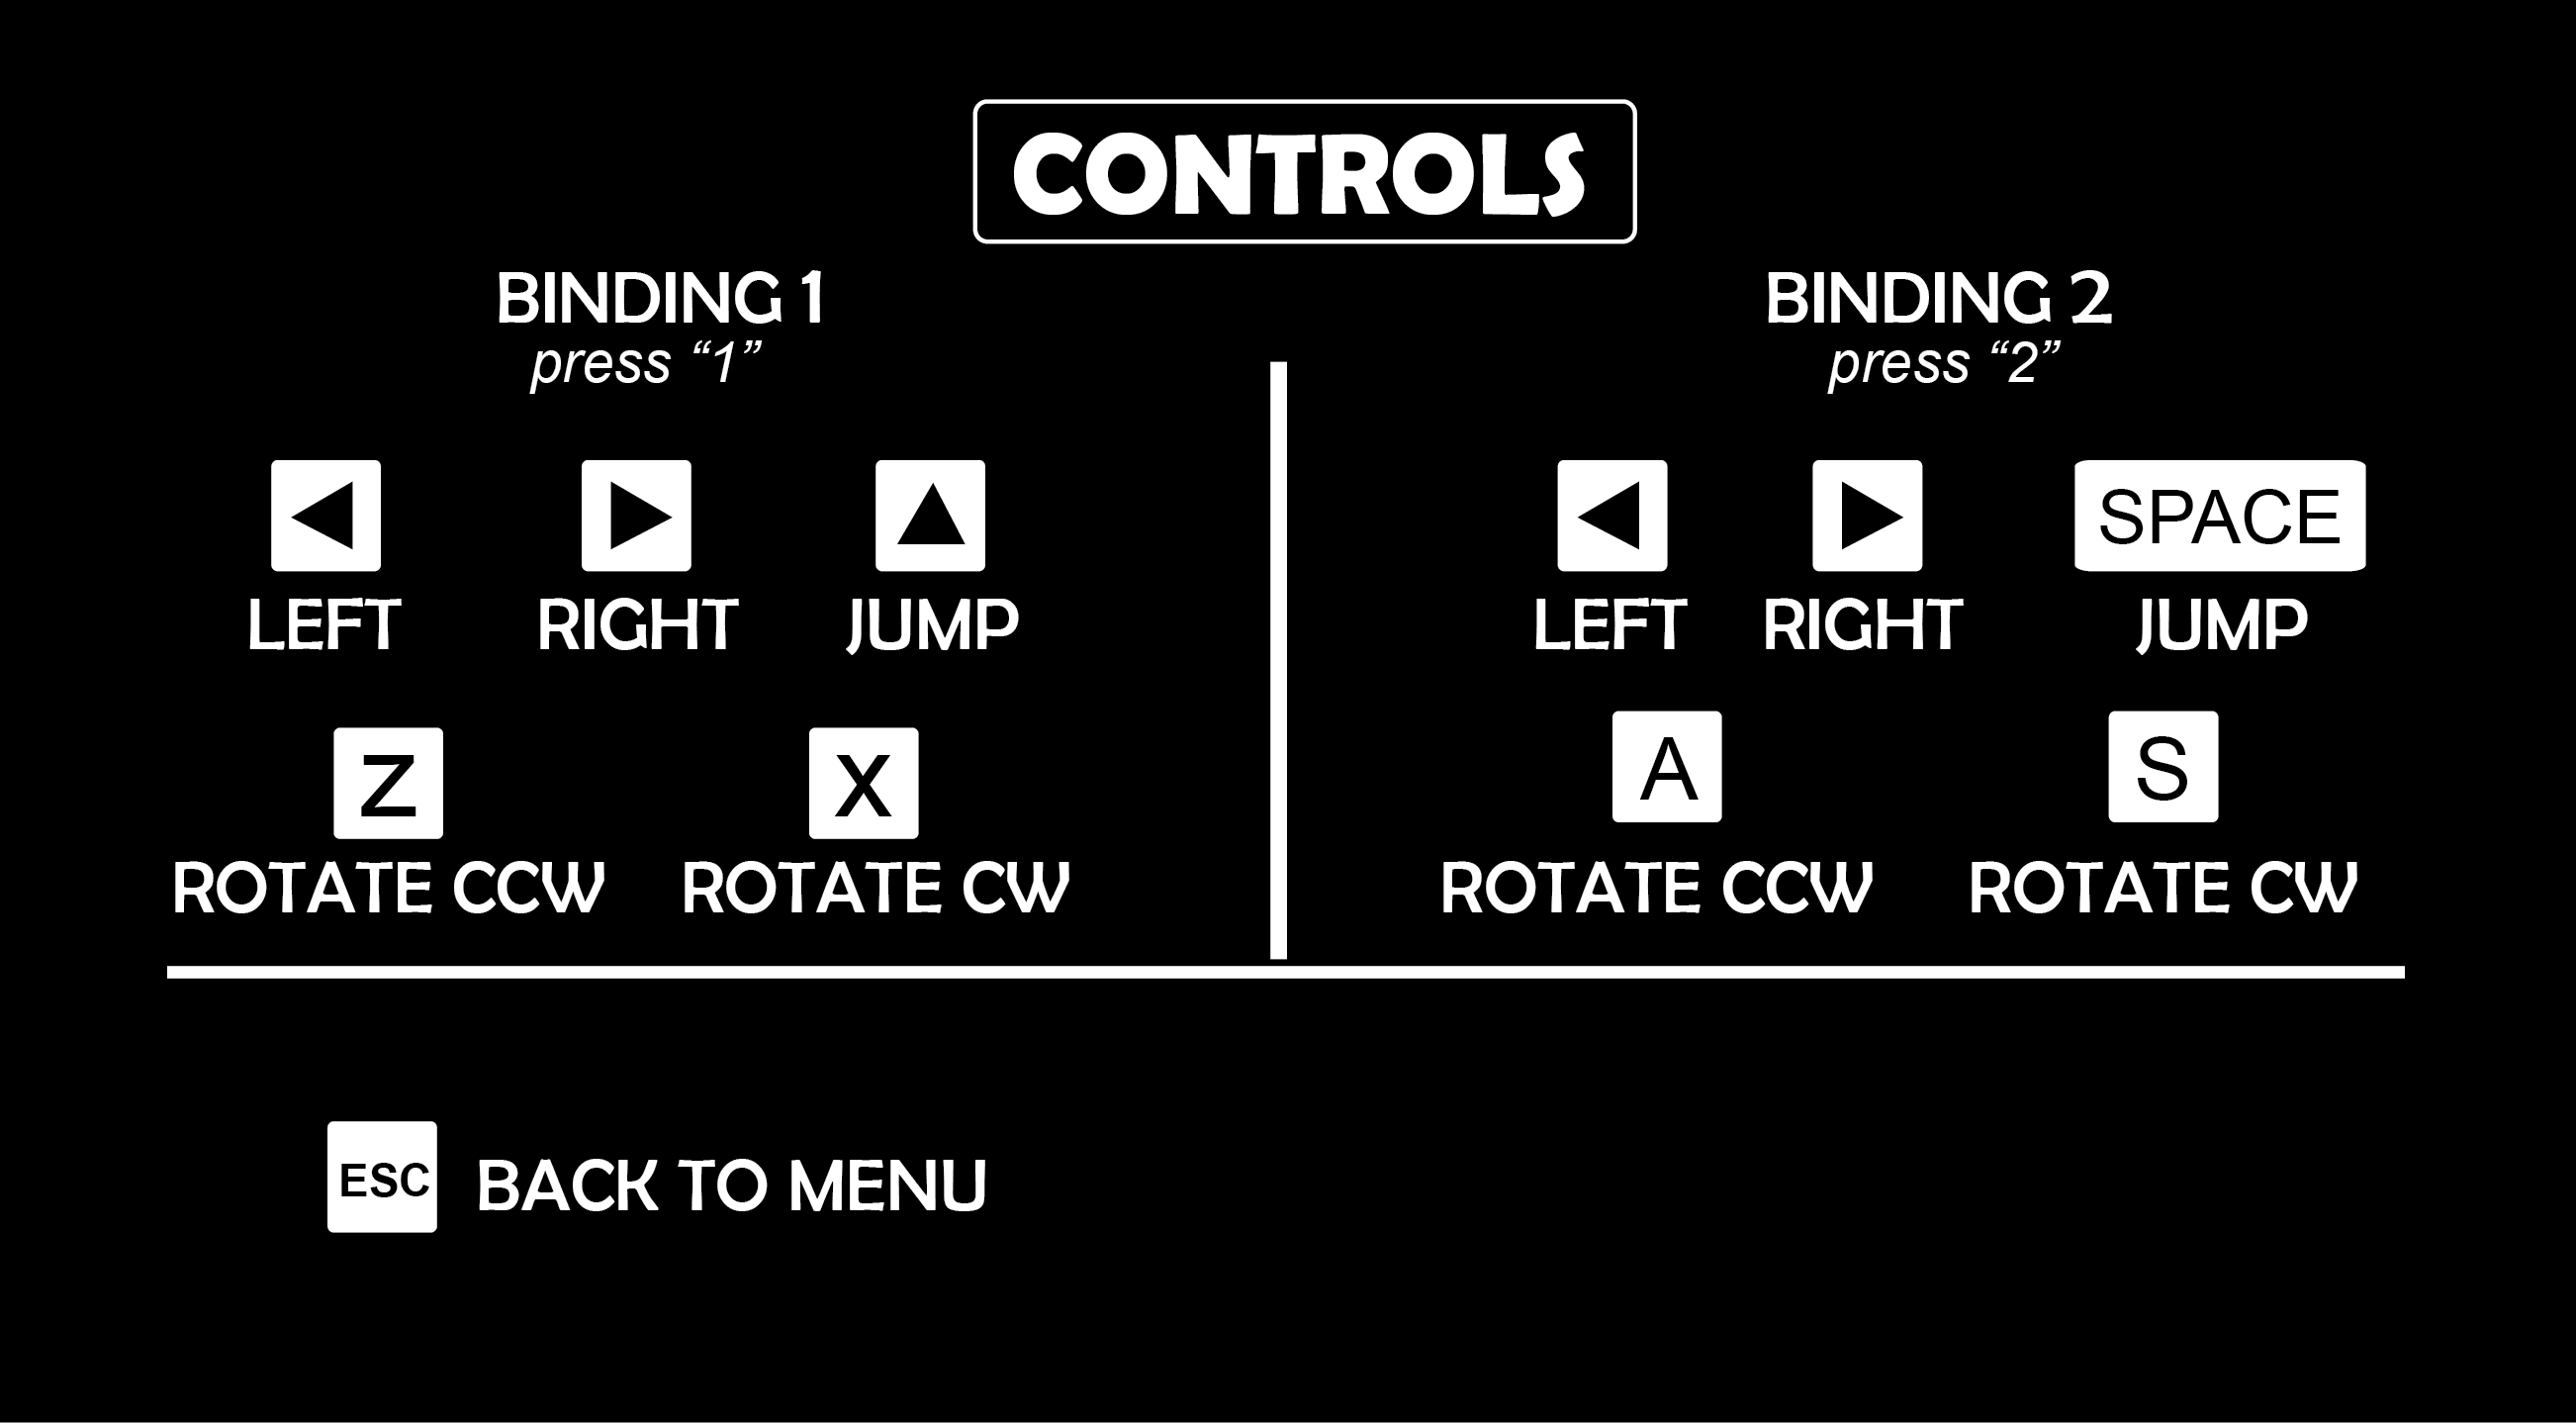 CONTROLS
BINDING 1
press “1”
LEFT
RIGHT
JUMP
Z
X
ROTATE CCW
ROTATE CW
BINDING 2
press “2”
SPACE
LEFT
RIGHT
JUMP
A
S
ROTATE CCW
ROTATE CW
ESC
BACK TO MENU